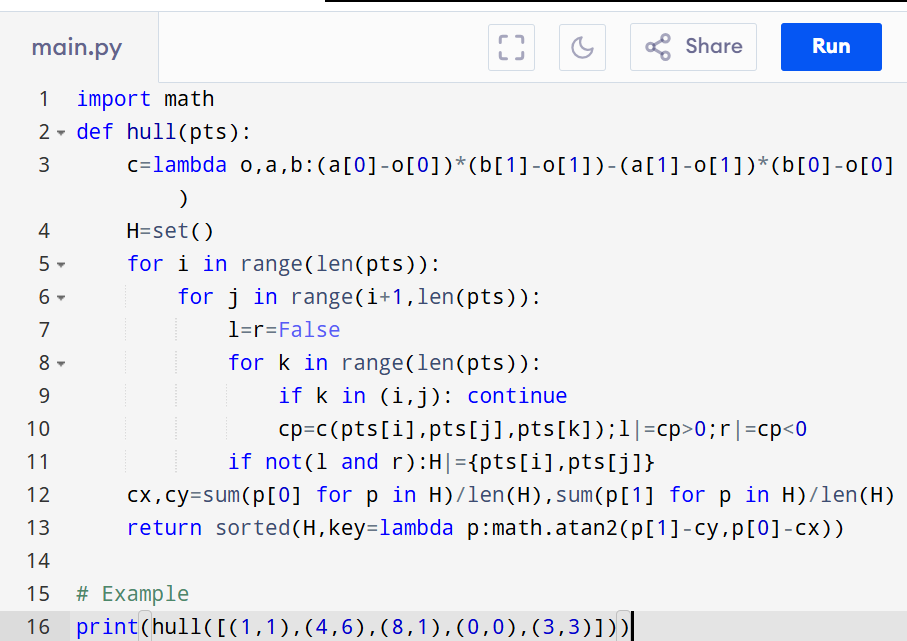 main.py
Share
Run
1 import math
2 def hull(pts):
3     c=lambda o,a,b:(a[0]-o[0])*(b[1]-o[1])-(a[1]-o[1])*(b[0]-o[0]
        )
4     H=set()
5     for i in range(len(pts)):
6         for j in range(i+1,len(pts)):
7             l=r=False
8             for k in range(len(pts)):
9                 if k in (i,j): continue
10                 cp=c(pts[i],pts[j],pts[k]);l|=cp>0;r|=cp<0
11             if not(l and r):H|={pts[i],pts[j]}
12     cx,cy=sum(p[0] for p in H)/len(H),sum(p[1] for p in H)/len(H)
13     return sorted(H,key=lambda p:math.atan2(p[1]-cy,p[0]-cx))
14
15 # Example
16 print(hull([(1,1),(4,6),(8,1),(0,0),(3,3)]))